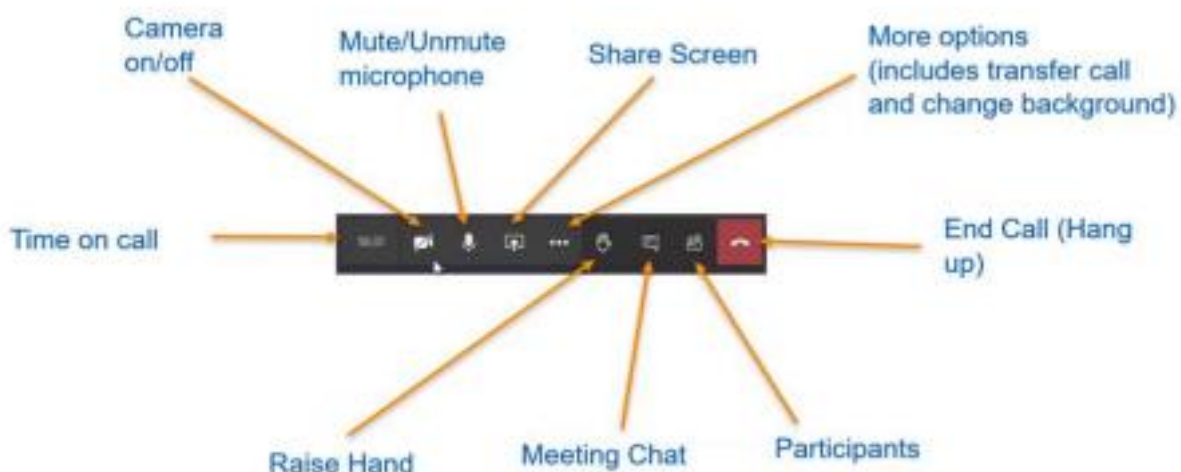 Camera
on/off
Mute/Unmute
microphone
Share Screen
More options
(includes transfer call
and change background)
Time on call
End Call (Hang
up)
Raise Hand
Meeting Chat
Participants